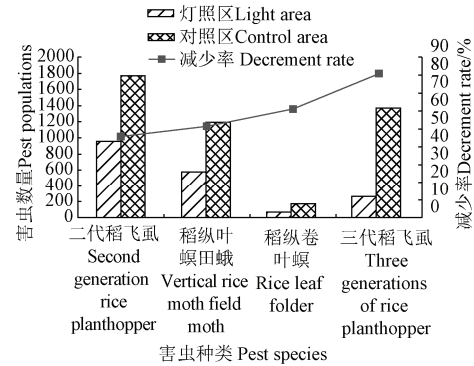 灯照区Light area
对照区Control area
减少率 Decrement rate
害虫数量Pest populations
2000
1800
1600
1400
1200
1000
800
600
400
200
0
90
80
70
60
50
40
30
20
10
0
减少率Decrement rate/%
二代稻飞虱
Second
generation
rice
planthopper
稻纵叶
螟田蛾
Vertical rice
moth field
moth
稻纵卷
叶螟
Rice leaf
folder
三代稻飞虱
Three
generations
of rice
planthopper
害虫种类 Pest species